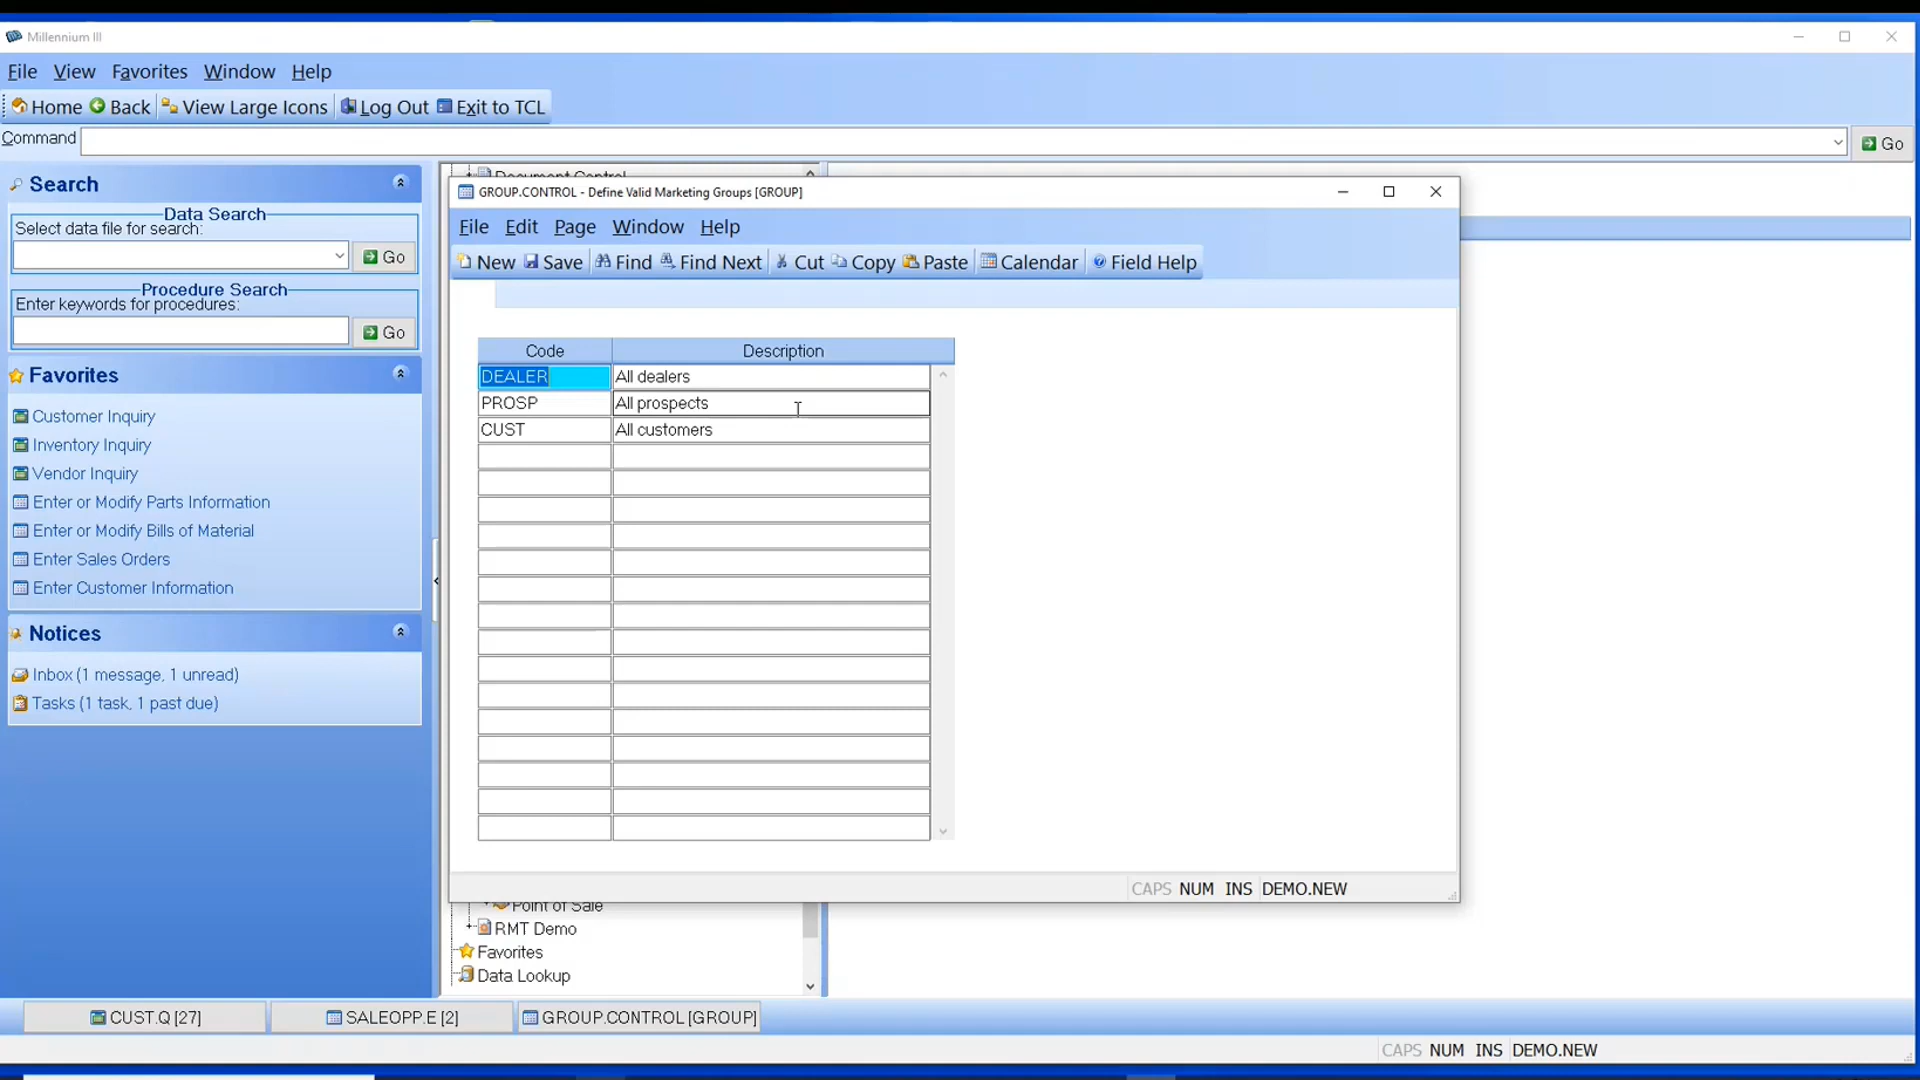 Millennium III
File View Favorites Window Help
Home Back View Large Icons Log Out Exit to TCL
Command Go
Search
Data Search
Select data file for search:
Go
Procedure Search
Enter keywords for procedures:
Go
Favorites
Customer Inquiry
Inventory Inquiry
Vendor Inquiry
Enter or Modify Parts Information
Enter or Modify Bills of Material
Enter Sales Orders
Enter Customer Information
Notices
Inbox (1 message, 1 unread)
Tasks (1 task, 1 past due)
Document Control
GROUP.CONTROL - Define Valid Marketing Groups [GROUP]
File Edit Page Window Help
New Save Find Find Next Cut Copy Paste Calendar Field Help
Code Description
DEALER All dealers
PROSP All prospects
CUST All customers
CAPS NUM INS DEMO.NEW
Point of Sale
RMT Demo
Favorites
Data Lookup
CUST.Q [27] SALEOPP.E [2] GROUP.CONTROL [GROUP]
CAPS NUM INS DEMO.NEW